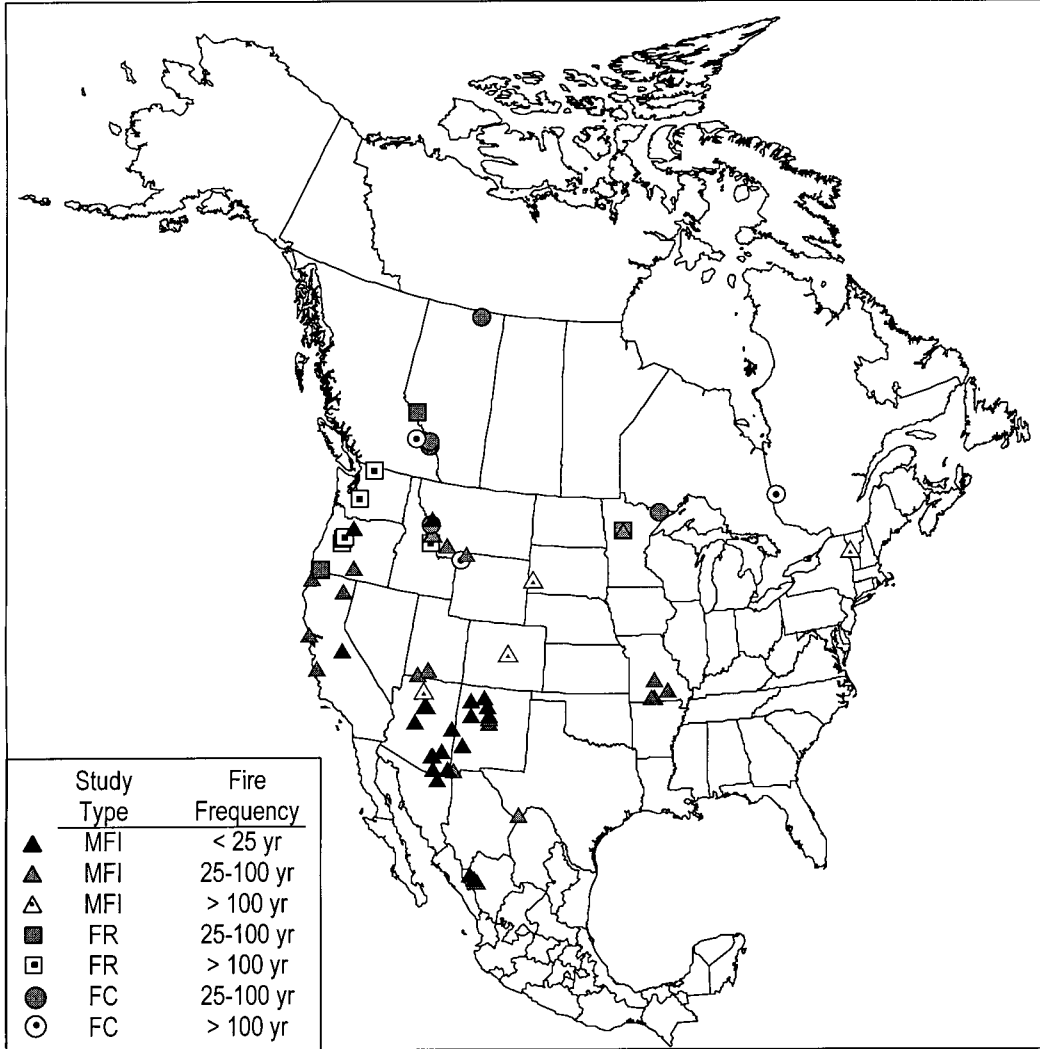 Study Fire
Type Frequency
MFI < 25 yr
MFI 25-100 yr
MFI > 100 yr
FR 25-100 yr
FR > 100 yr
FC 25-100 yr
FC > 100 yr